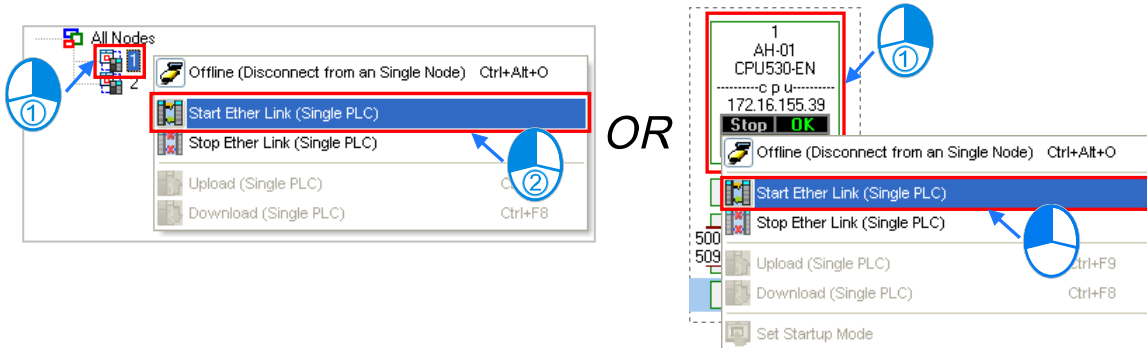 All Nodes
1
2
①
Offline (Disconnect from an Single Node) Ctrl+Alt+O
Start Ether Link (Single PLC)
Stop Ether Link (Single PLC)
②
Upload (Single PLC)
Download (Single PLC) Ctrl+F8
OR
1
AH-01
CPU530-EN
--------c p u--------
172.16.155.39
Stop OK
①
Offline (Disconnect from an Single Node) Ctrl+Alt+O
Start Ether Link (Single PLC)
Stop Ether Link (Single PLC)
500
509
Upload (Single PLC) Ctrl+F9
Download (Single PLC) Ctrl+F8
Set Startup Mode